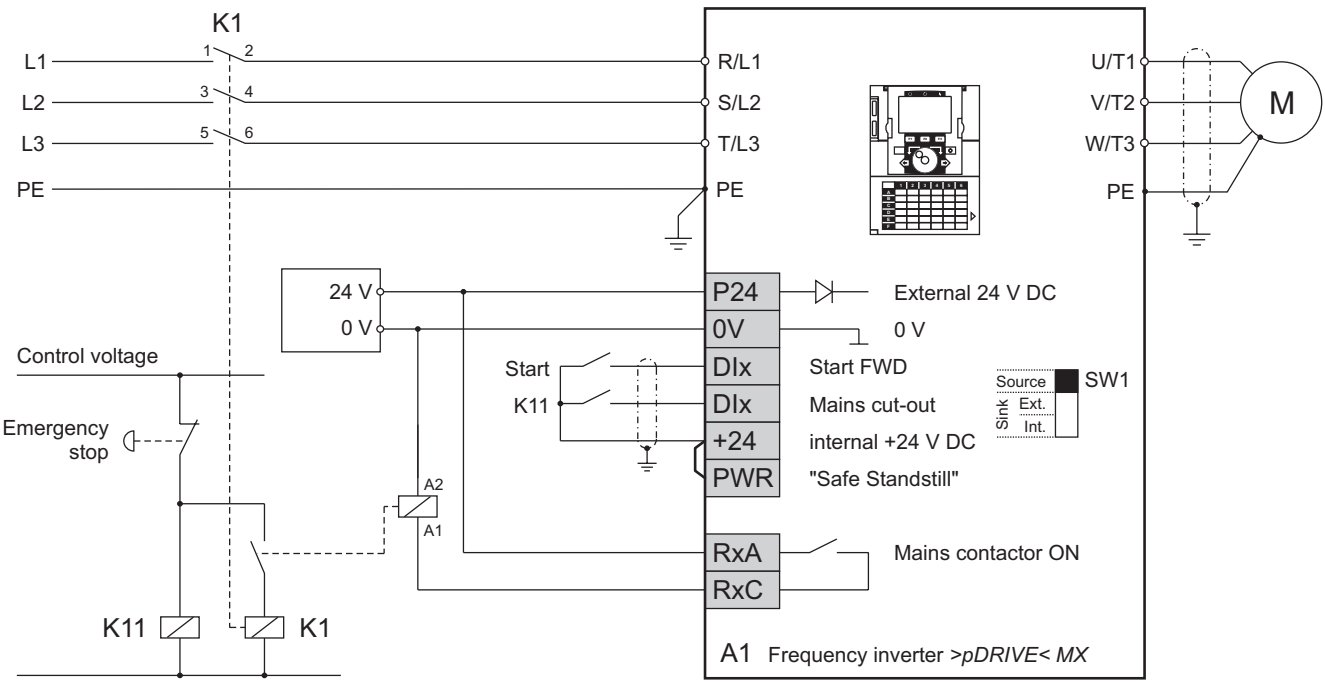 K1
L1 1 2 R/L1 U/T1
L2 3 4 S/L2 V/T2 M
L3 5 6 T/L3 W/T3
PE PE PE
24 V P24 External 24 V DC
0 V 0V 0 V
Control voltage
Start DIx Start FWD
K11 DIx Mains cut-out
Source SW1
Sink Ext.
Int.
Emergency
stop
+24 internal +24 V DC
PWR "Safe Standstill"
A2
A1
RxA Mains contactor ON
RxC
K11 K1
A1 Frequency inverter >pDRIVE< MX